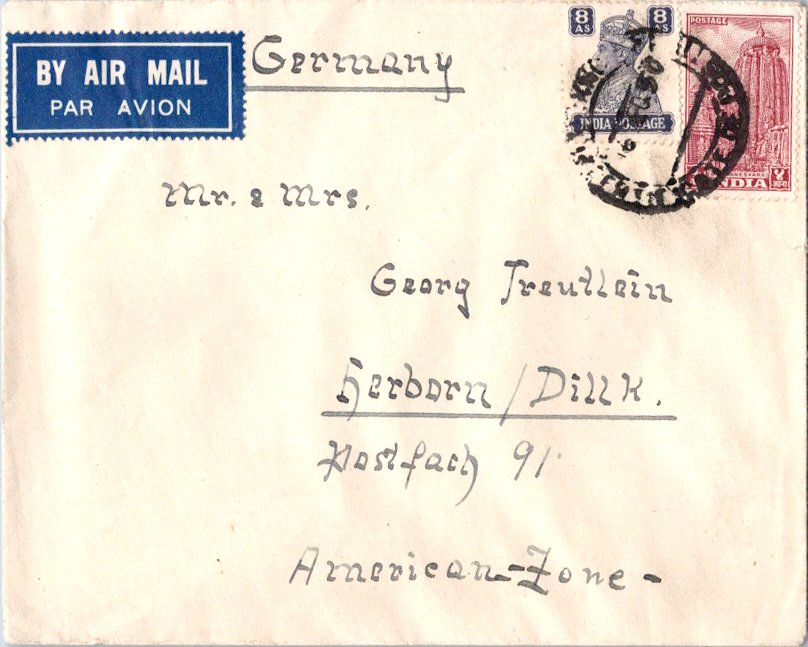 BY AIR MAIL
PAR AVION
Germany
8 AS 8 AS
INDIA POSTAGE
POSTAGE
INDIA
Mr. & Mrs.
Georg Treutlein
Herborn / Dillk.
Postfach 91
American-Zone-